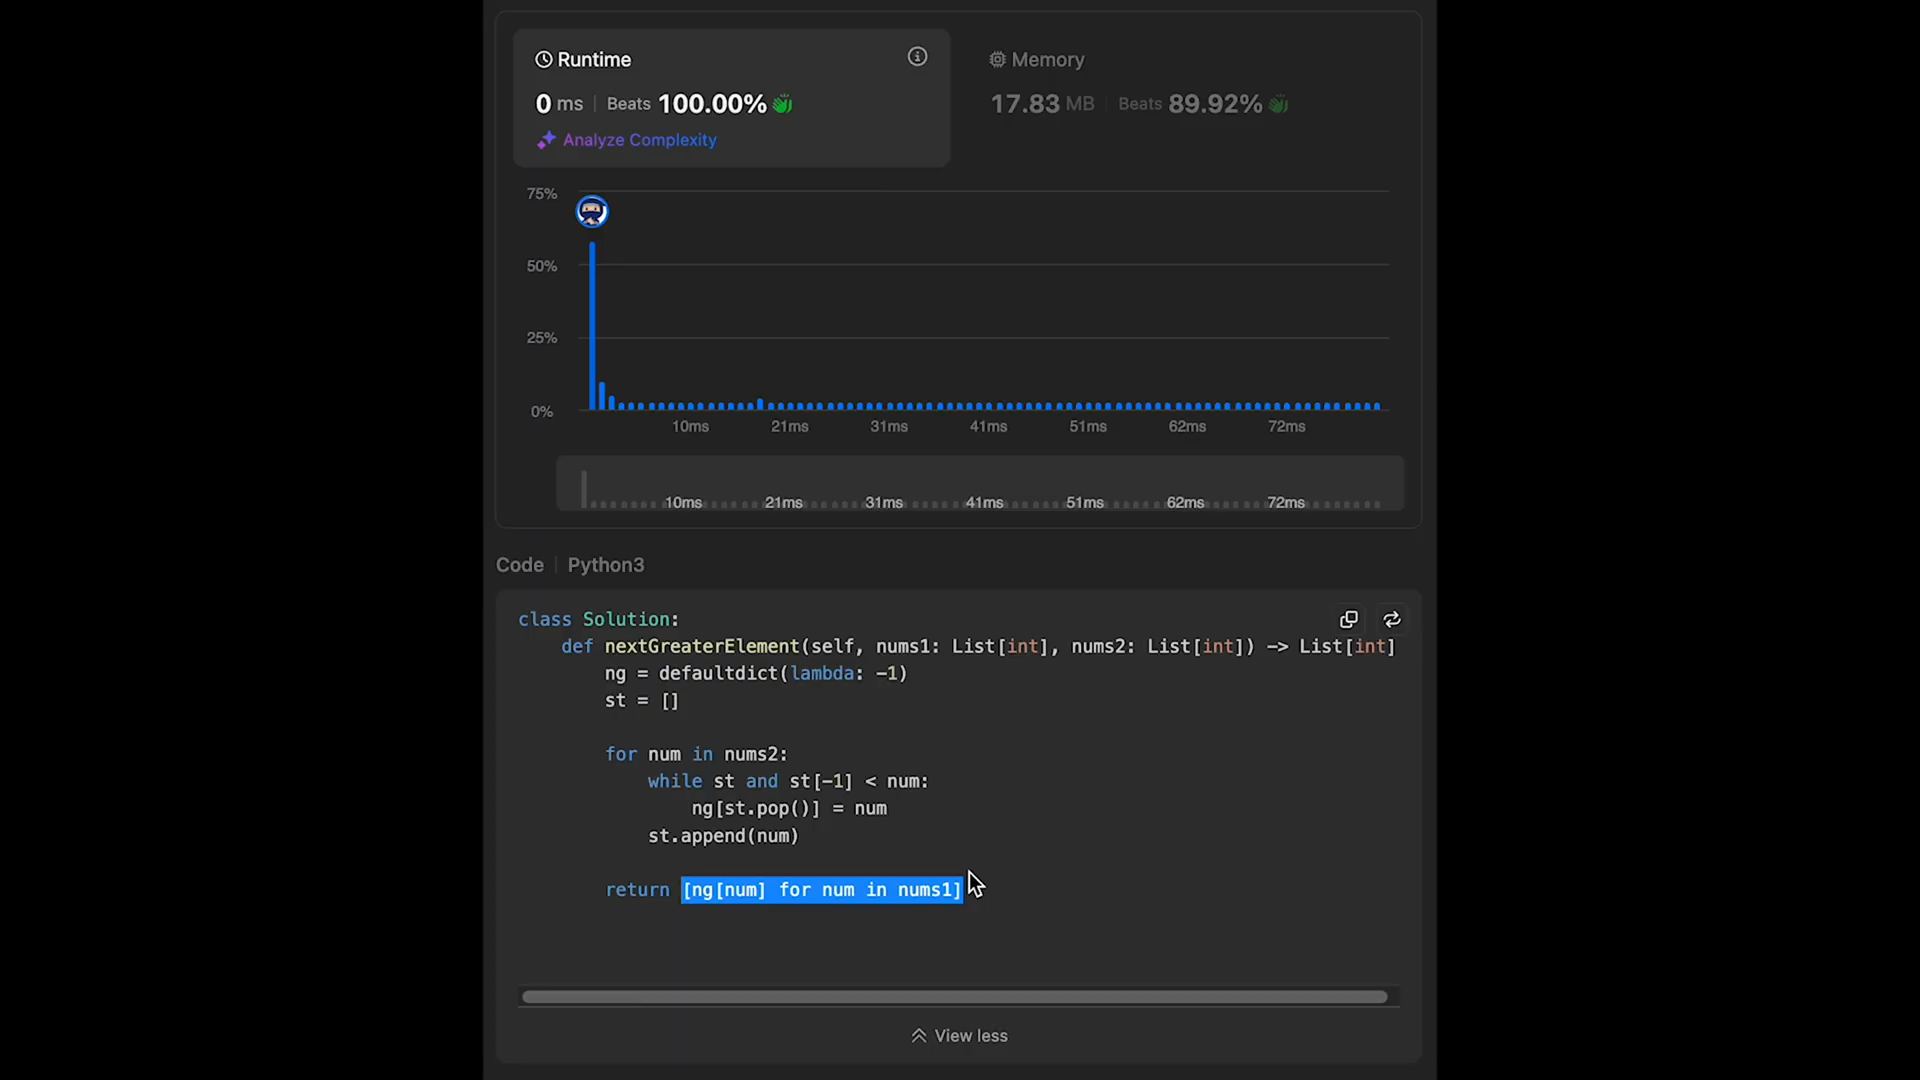 Runtime
Memory
0 ms | Beats 100.00%
17.83 MB | Beats 89.92%
Analyze Complexity
75%
50%
25%
0%
10ms 21ms 31ms 41ms 51ms 62ms 72ms
10ms 21ms 31ms 41ms 51ms 62ms 72ms
Code | Python3
class Solution:
    def nextGreaterElement(self, nums1: List[int], nums2: List[int]) -> List[int]
        ng = defaultdict(lambda: -1)
        st = []
        for num in nums2:
            while st and st[-1] < num:
                ng[st.pop()] = num
            st.append(num)
        return [ng[num] for num in nums1]
View less